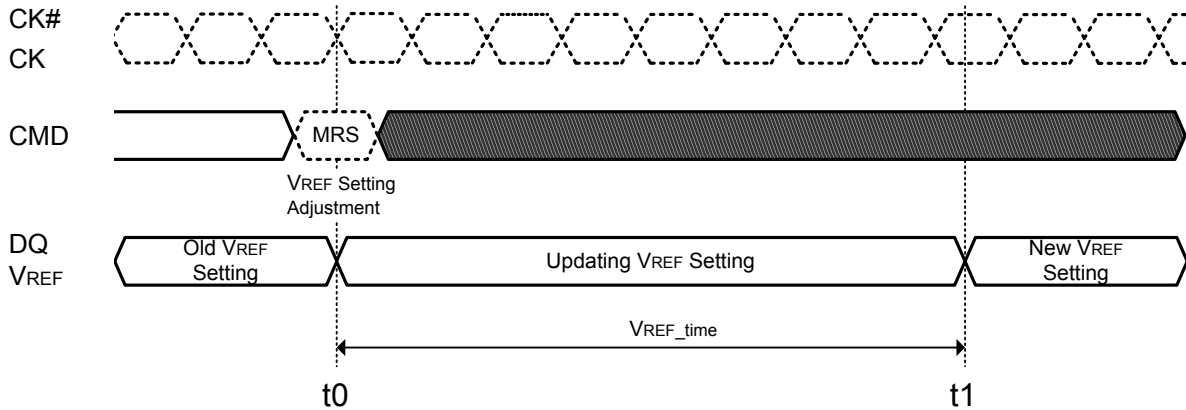 CK#
CK
CMD
MRS
VREF Setting
Adjustment
DQ
VREF
Old VREF
Setting
Updating VREF Setting
New VREF
Setting
VREF_time
t0
t1